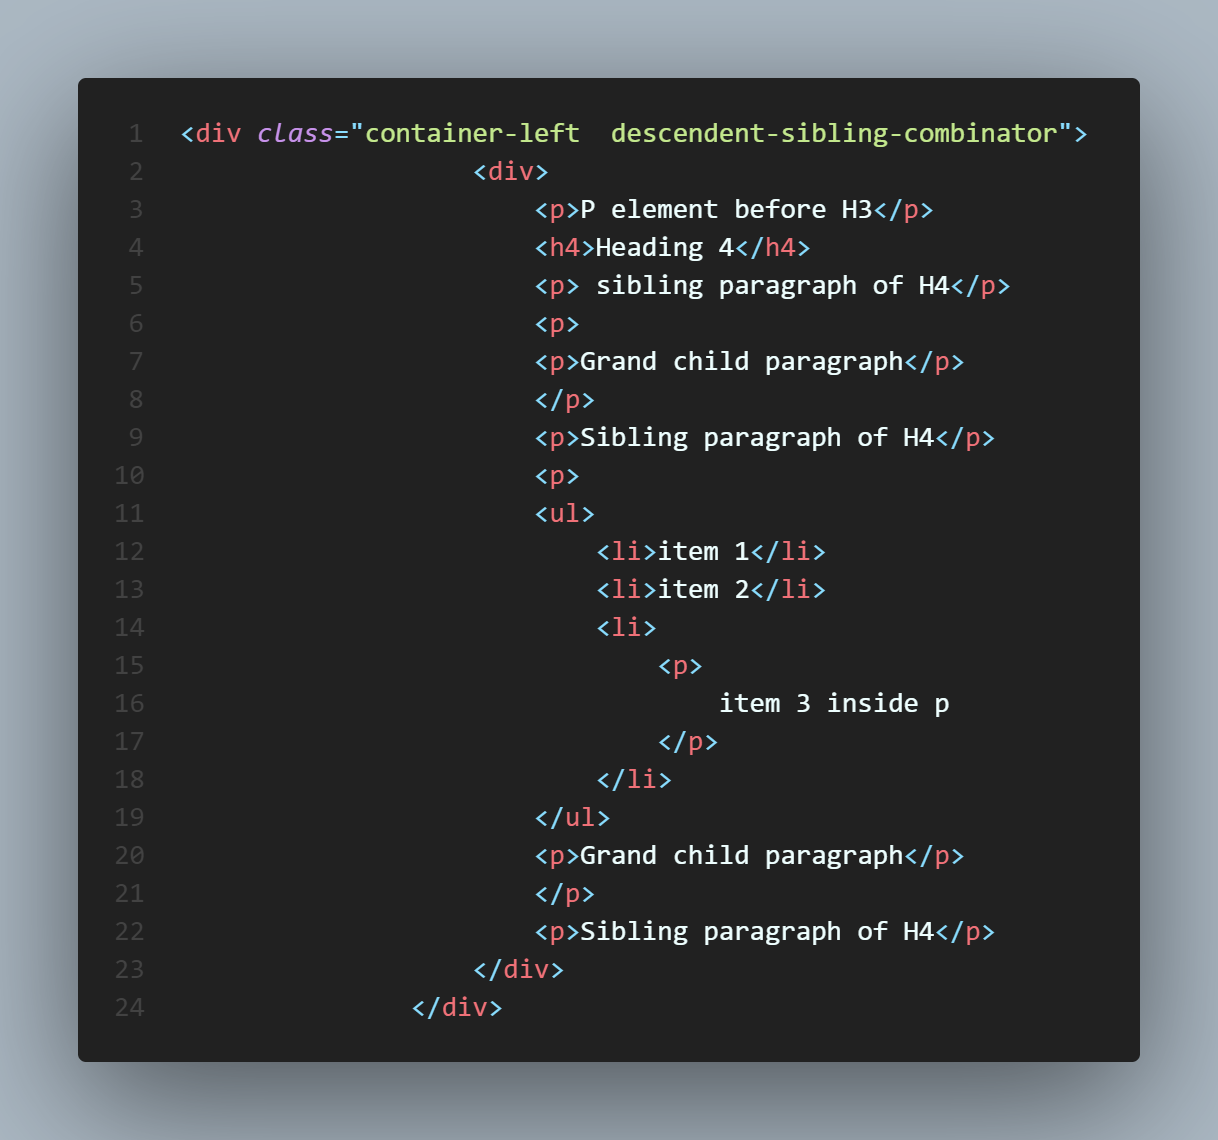 1 <div class="container-left  descendent-sibling-combinator">
2 <div>
3 <p>P element before H3</p>
4 <h4>Heading 4</h4>
5 <p> sibling paragraph of H4</p>
6 <p>
7 <p>Grand child paragraph</p>
8 </p>
9 <p>Sibling paragraph of H4</p>
10 <p>
11 <ul>
12 <li>item 1</li>
13 <li>item 2</li>
14 <li>
15 <p>
16 item 3 inside p
17 </p>
18 </li>
19 </ul>
20 <p>Grand child paragraph</p>
21 </p>
22 <p>Sibling paragraph of H4</p>
23 </div>
24 </div>